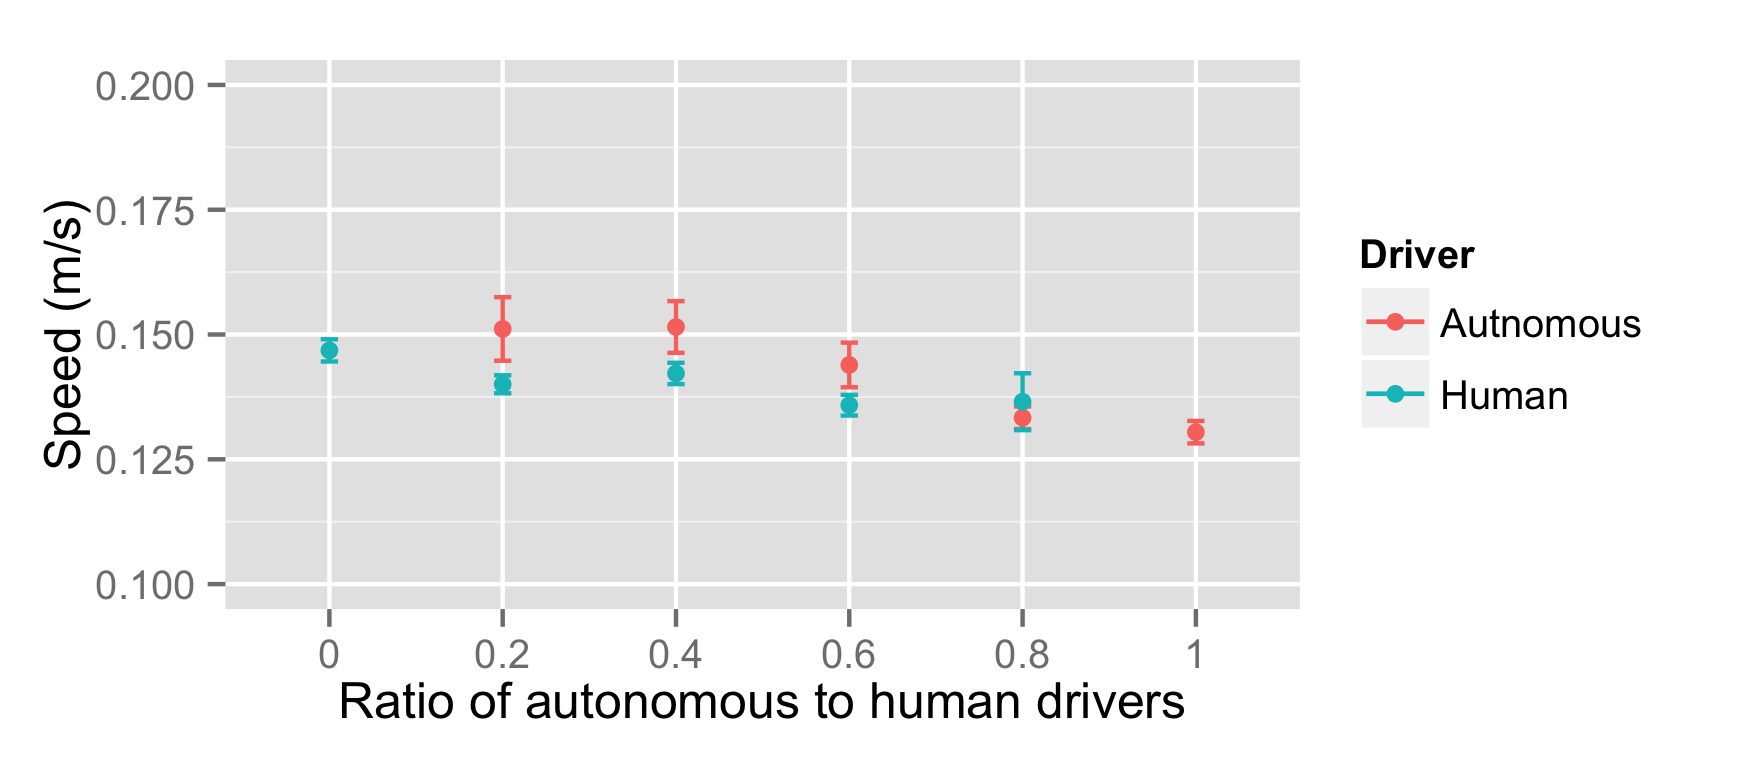 0.200
0.175
0.150
0.125
0.100
Speed (m/s)
0 0.2 0.4 0.6 0.8 1
Ratio of autonomous to human drivers
Driver
Autnomous
Human